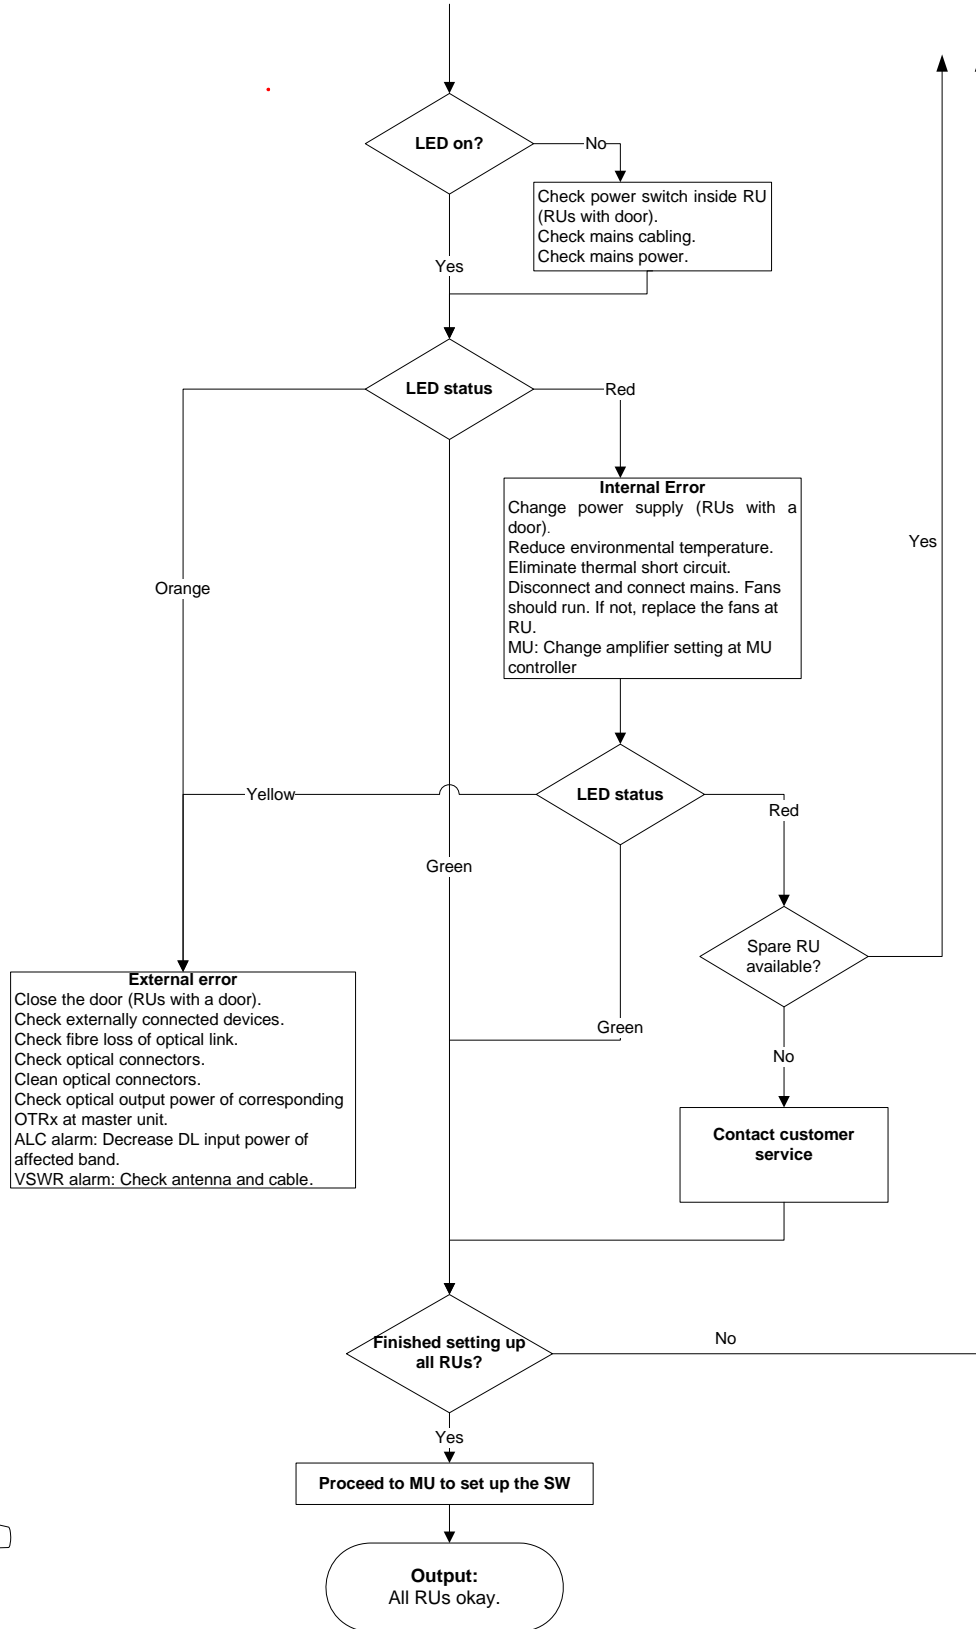 LED on?
No
Check power switch inside RU
(RUs with door).
Check mains cabling.
Check mains power.
Yes
LED status
Red
Internal Error
Change power supply (RUs with a
door).
Reduce environmental temperature.
Eliminate thermal short circuit.
Disconnect and connect mains. Fans
should run. If not, replace the fans at
RU.
MU: Change amplifier setting at MU
controller
Yes
Orange
Yellow
LED status
Red
Green
Spare RU
available?
External error
Close the door (RUs with a door).
Check externally connected devices.
Check fibre loss of optical link.
Check optical connectors.
Clean optical connectors.
Check optical output power of corresponding
OTRx at master unit.
ALC alarm: Decrease DL input power of
affected band.
VSWR alarm: Check antenna and cable.
Green
No
Contact customer
service
Finished setting up
all RUs?
No
Yes
Proceed to MU to set up the SW
Output:
All RUs okay.